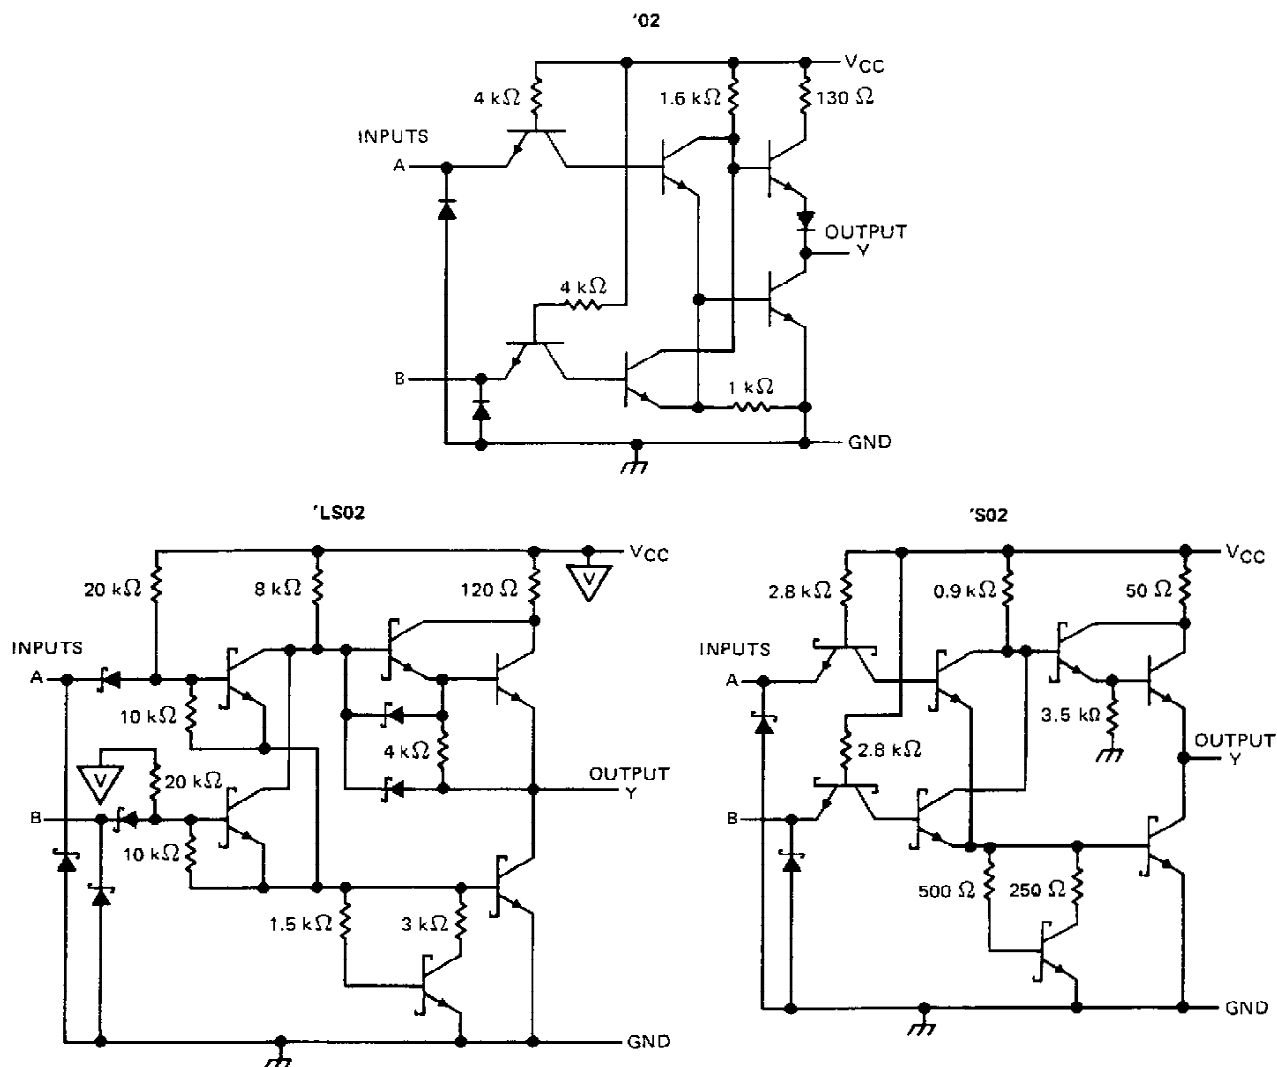 '02
VCC
4 kΩ
1.6 kΩ
130 Ω
INPUTS
A
OUTPUT
Y
4 kΩ
B
1 kΩ
GND
'LS02
VCC
V
20 kΩ
8 kΩ
120 Ω
INPUTS
A
10 kΩ
4 kΩ
OUTPUT
Y
V
20 kΩ
B
10 kΩ
1.5 kΩ
3 kΩ
GND
'S02
VCC
2.8 kΩ
0.9 kΩ
50 Ω
INPUTS
A
3.5 kΩ
OUTPUT
Y
2.8 kΩ
B
500 Ω
250 Ω
GND